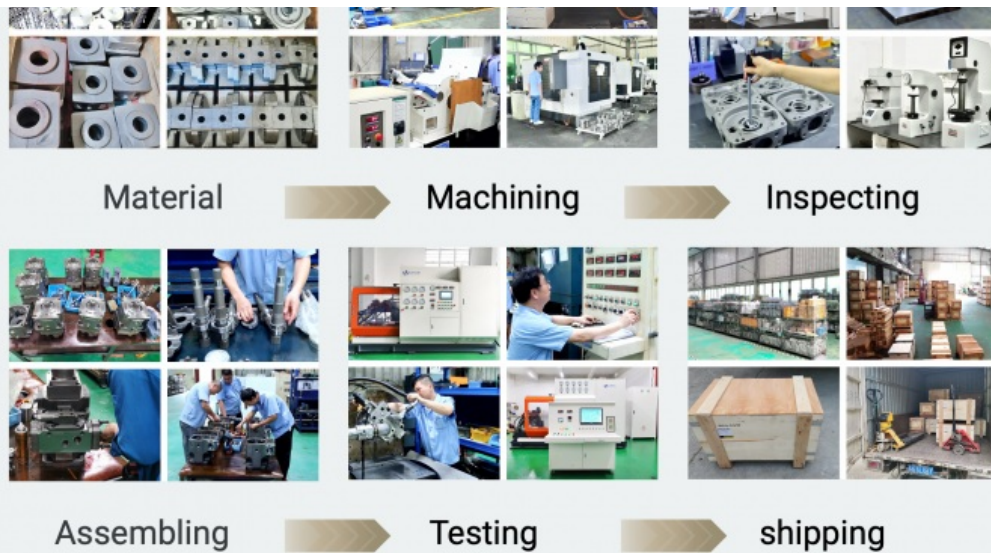 Material
Machining
Inspecting
Assembling
Testing
shipping